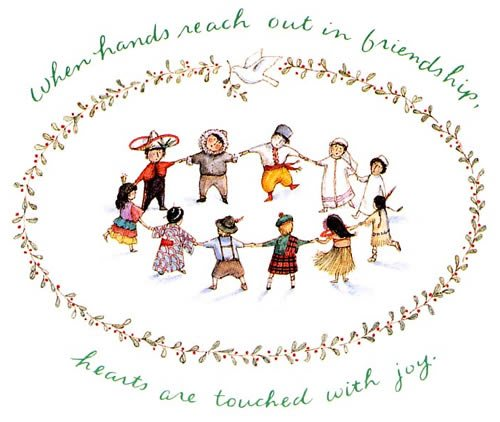 When hands reach out in friendship,
hearts are touched with joy.